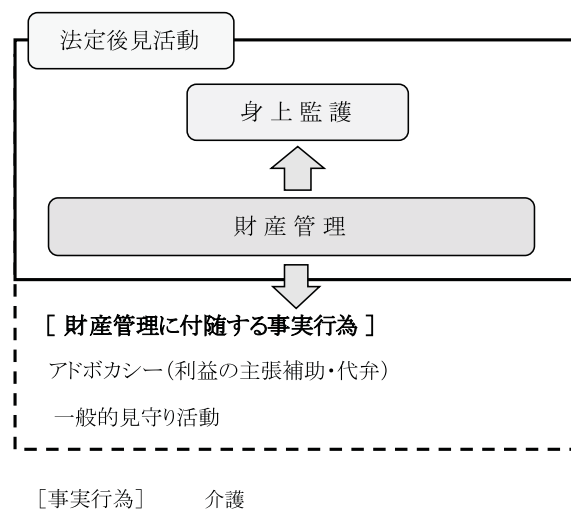 法定後見活動
身上監護
財産管理
[ 財産管理に付随する事実行為 ]
アドボカシー(利益の主張補助・代弁)
一般的見守り活動
[事実行為] 介護